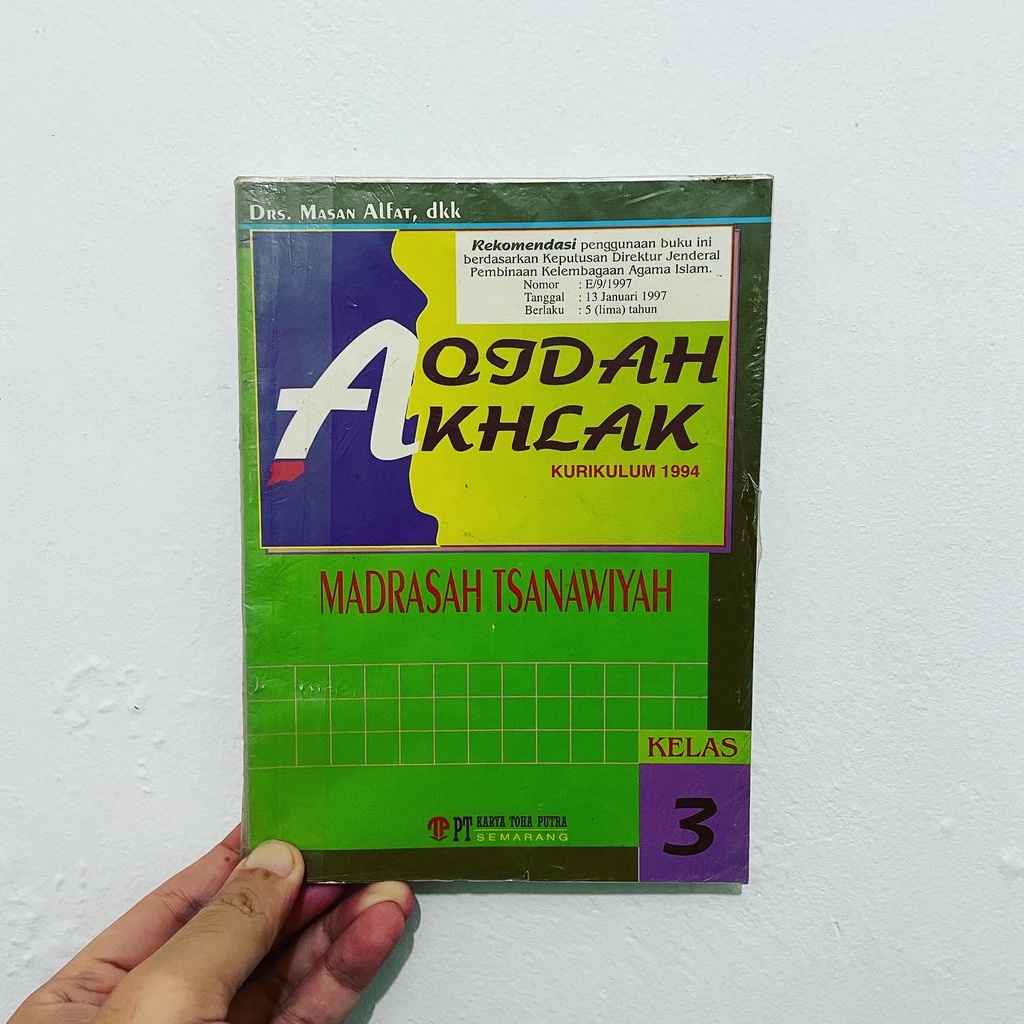 Drs. Masan Alfat, dkk
Rekomendasi penggunaan buku ini
berdasarkan Keputusan Direktur Jenderal
Pembinaan Kelembagaan Agama Islam.
Nomor : E/9/1997
Tanggal : 13 Januari 1997
Berlaku : 5 (lima) tahun
AQIDAH
AKHLAK
KURIKULUM 1994
MADRASAH TSANAWIYAH
KELAS
3
PT KARYA TOHA PUTRA
SEMARANG